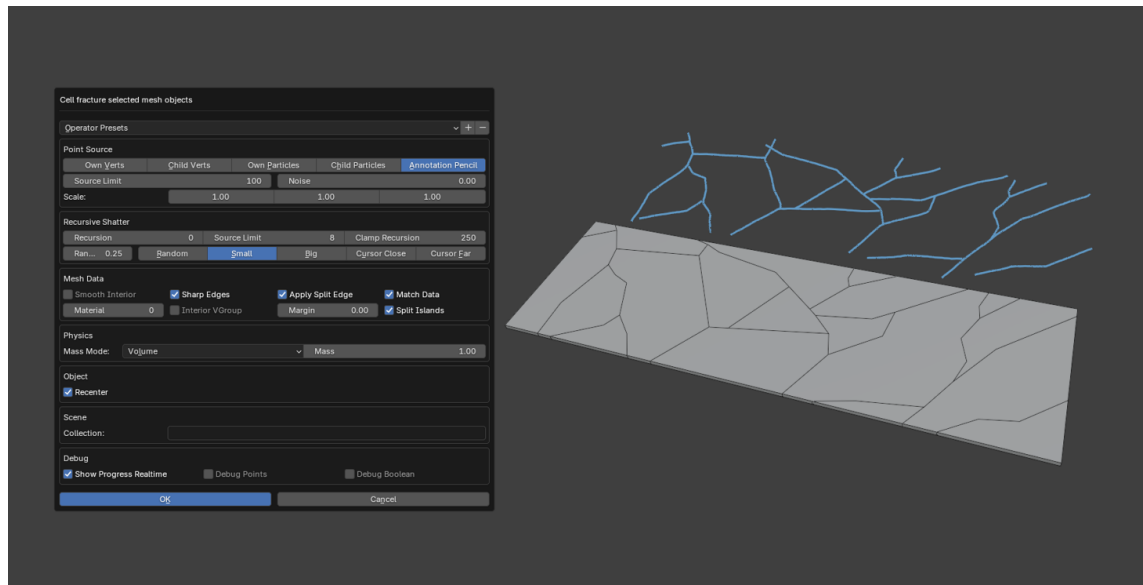 Cell fracture selected mesh objects
Operator Presets
Point Source
Own Verts Child Verts Own Particles Child Particles Annotation Pencil
Source Limit 100 Noise 0.00
Scale: 1.00 1.00 1.00
Recursive Shatter
Recursion 0 Source Limit 8 Clamp Recursion 250
Ran... 0.25 Random Small Big Cursor Close Cursor Far
Mesh Data
Smooth Interior Sharp Edges Apply Split Edge Match Data
Material 0 Interior VGroup Margin 0.00 Split Islands
Physics
Mass Mode: Volume Mass 1.00
Object
Recenter
Scene
Collection:
Debug
Show Progress Realtime Debug Points Debug Boolean
OK Cancel